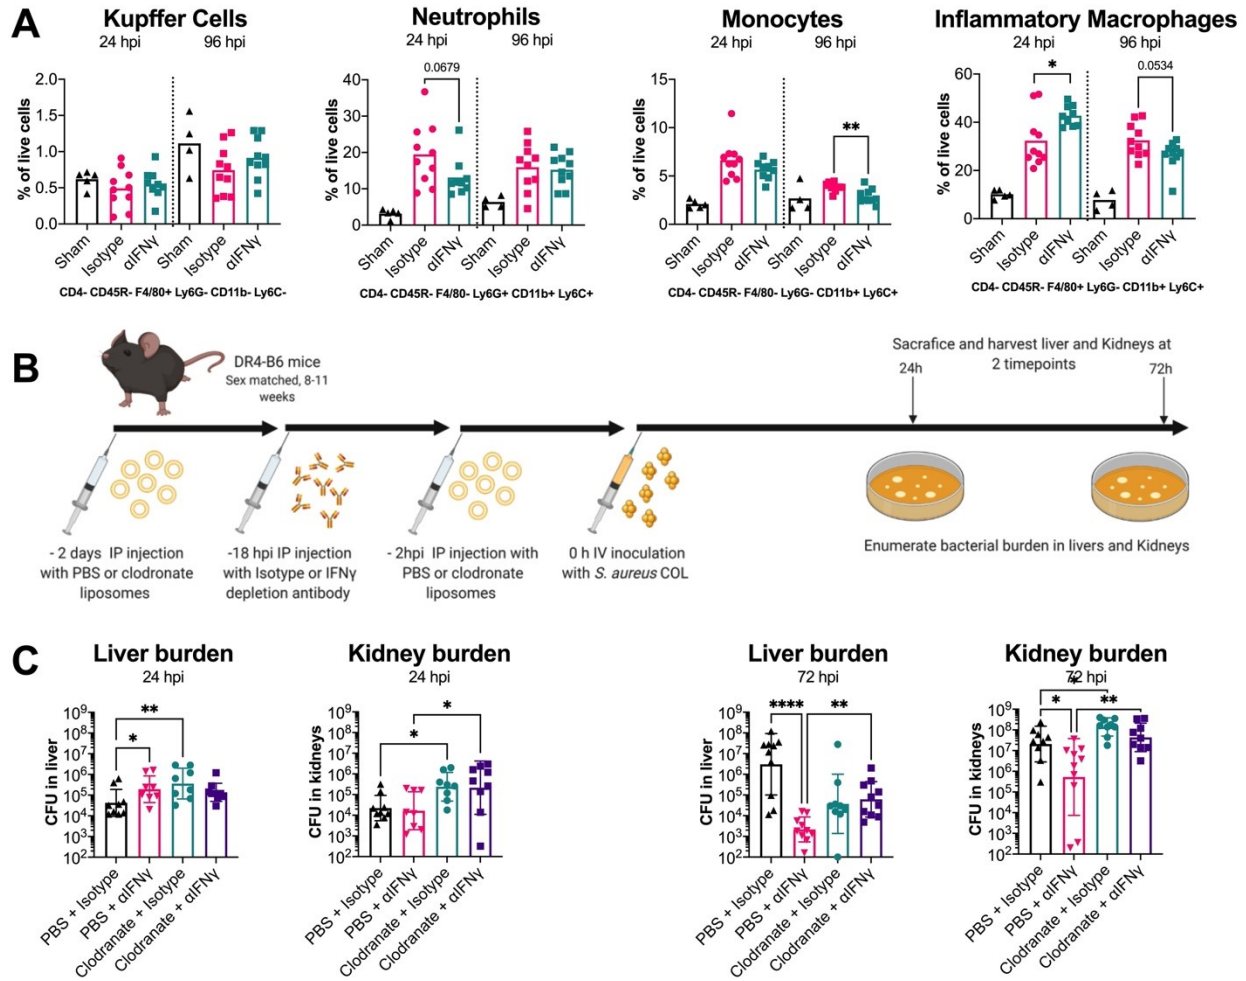 A
Kupffer Cells
24 hpi 96 hpi
% of live cells
2.0
1.5
1.0
0.5
0.0
Sham
Isotype
αIFNγ
Sham
Isotype
αIFNγ
CD4- CD45R- F4/80+ Ly6G- CD11b- Ly6C-
Neutrophils
24 hpi 96 hpi
0.0679
% of live cells
40
30
20
10
0
Sham
Isotype
αIFNγ
Sham
Isotype
αIFNγ
CD4- CD45R- F4/80- Ly6G+ CD11b+ Ly6C+
Monocytes
24 hpi 96 hpi
**
% of live cells
15
10
5
0
Sham
Isotype
αIFNγ
Sham
Isotype
αIFNγ
CD4- CD45R- F4/80- Ly6G- CD11b+ Ly6C+
Inflammatory Macrophages
24 hpi 96 hpi
* 0.0534
% of live cells
60
40
20
0
Sham
Isotype
αIFNγ
Sham
Isotype
αIFNγ
CD4- CD45R- F4/80+ Ly6G- CD11b+ Ly6C+
B
DR4-B6 mice
Sex matched, 8-11
weeks
Sacrafice and harvest liver and Kidneys at
2 timepoints
24h
72h
- 2 days IP injection
with PBS or clodronate
liposomes
-18 hpi IP injection
with Isotype or IFNγ
depletion antibody
- 2hpi IP injection with
PBS or clodronate
liposomes
0 h IV inoculation
with S. aureus COL
Enumerate bacterial burden in livers and Kidneys
C
Liver burden
24 hpi
**
*
CFU in liver
10⁹
10⁸
10⁷
10⁶
10⁵
10⁴
10³
10²
PBS + Isotype
PBS + αIFNγ
Clodranate + Isotype
Clodranate + αIFNγ
Kidney burden
24 hpi
*
*
CFU in kidneys
10⁹
10⁸
10⁷
10⁶
10⁵
10⁴
10³
10²
PBS + Isotype
PBS + αIFNγ
Clodranate + Isotype
Clodranate + αIFNγ
Liver burden
72 hpi
**** **
CFU in liver
10⁹
10⁸
10⁷
10⁶
10⁵
10⁴
10³
10²
PBS + Isotype
PBS + αIFNγ
Clodranate + Isotype
Clodranate + αIFNγ
Kidney burden
72 hpi
*
* **
CFU in kidneys
10⁹
10⁸
10⁷
10⁶
10⁵
10⁴
10³
10²
PBS + Isotype
PBS + αIFNγ
Clodranate + Isotype
Clodranate + αIFNγ